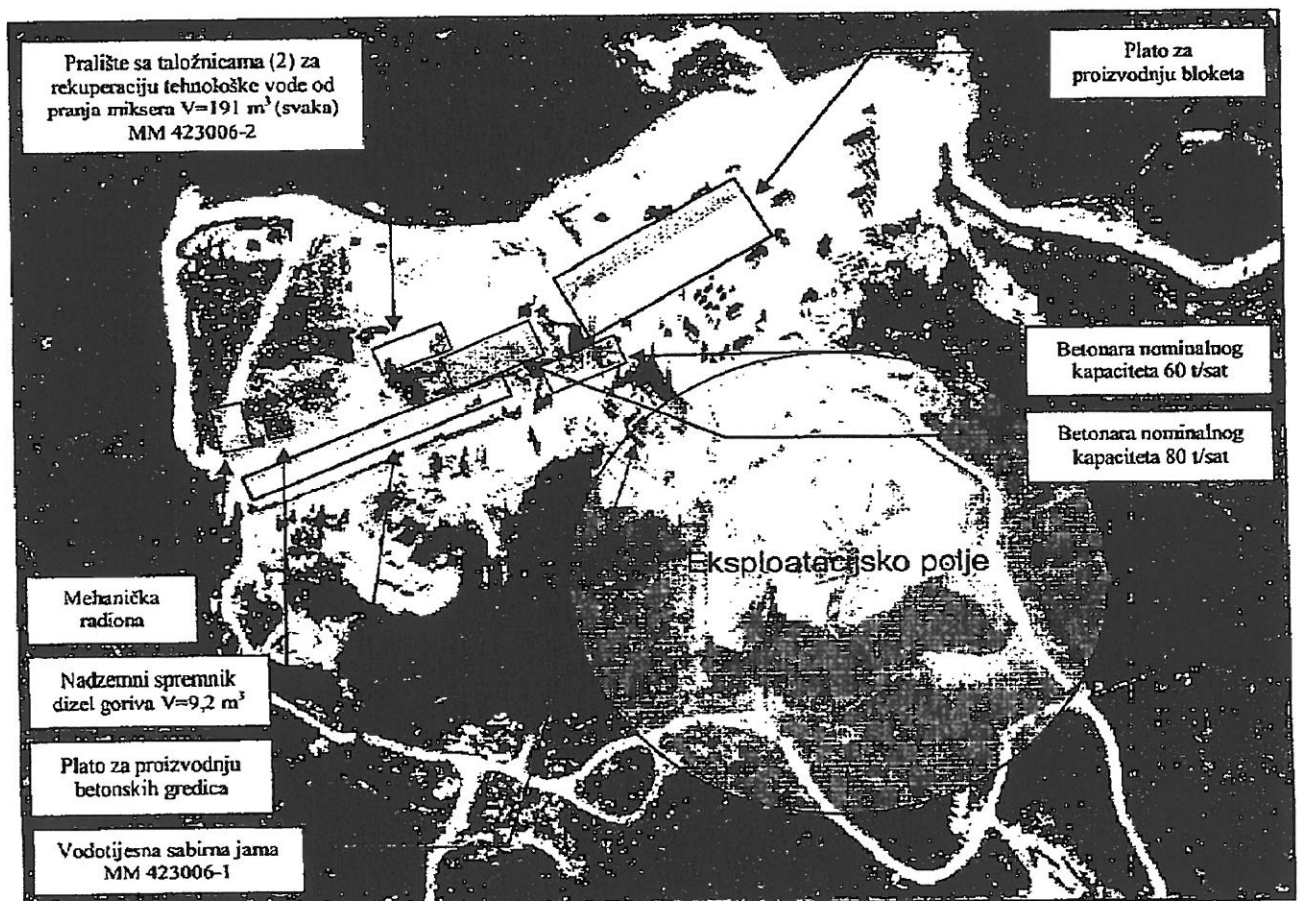 Pralište sa taložnicama (2) za
rekuperaciju tehnološke vode od
pranja miksera V=191 m³ (svaka)
MM 423006-2
Plato za
proizvodnju bloketa
Betonara nominalnog
kapaciteta 60 t/sat
Betonara nominalnog
kapaciteta 80 t/sat
Eksploatacijsko polje
Mehanička
radiona
Nadzemni spremnik
dizel goriva V=9,2 m³
Plato za proizvodnju
betonskih gredica
Vodotijesna sabirna jama
MM 423006-1